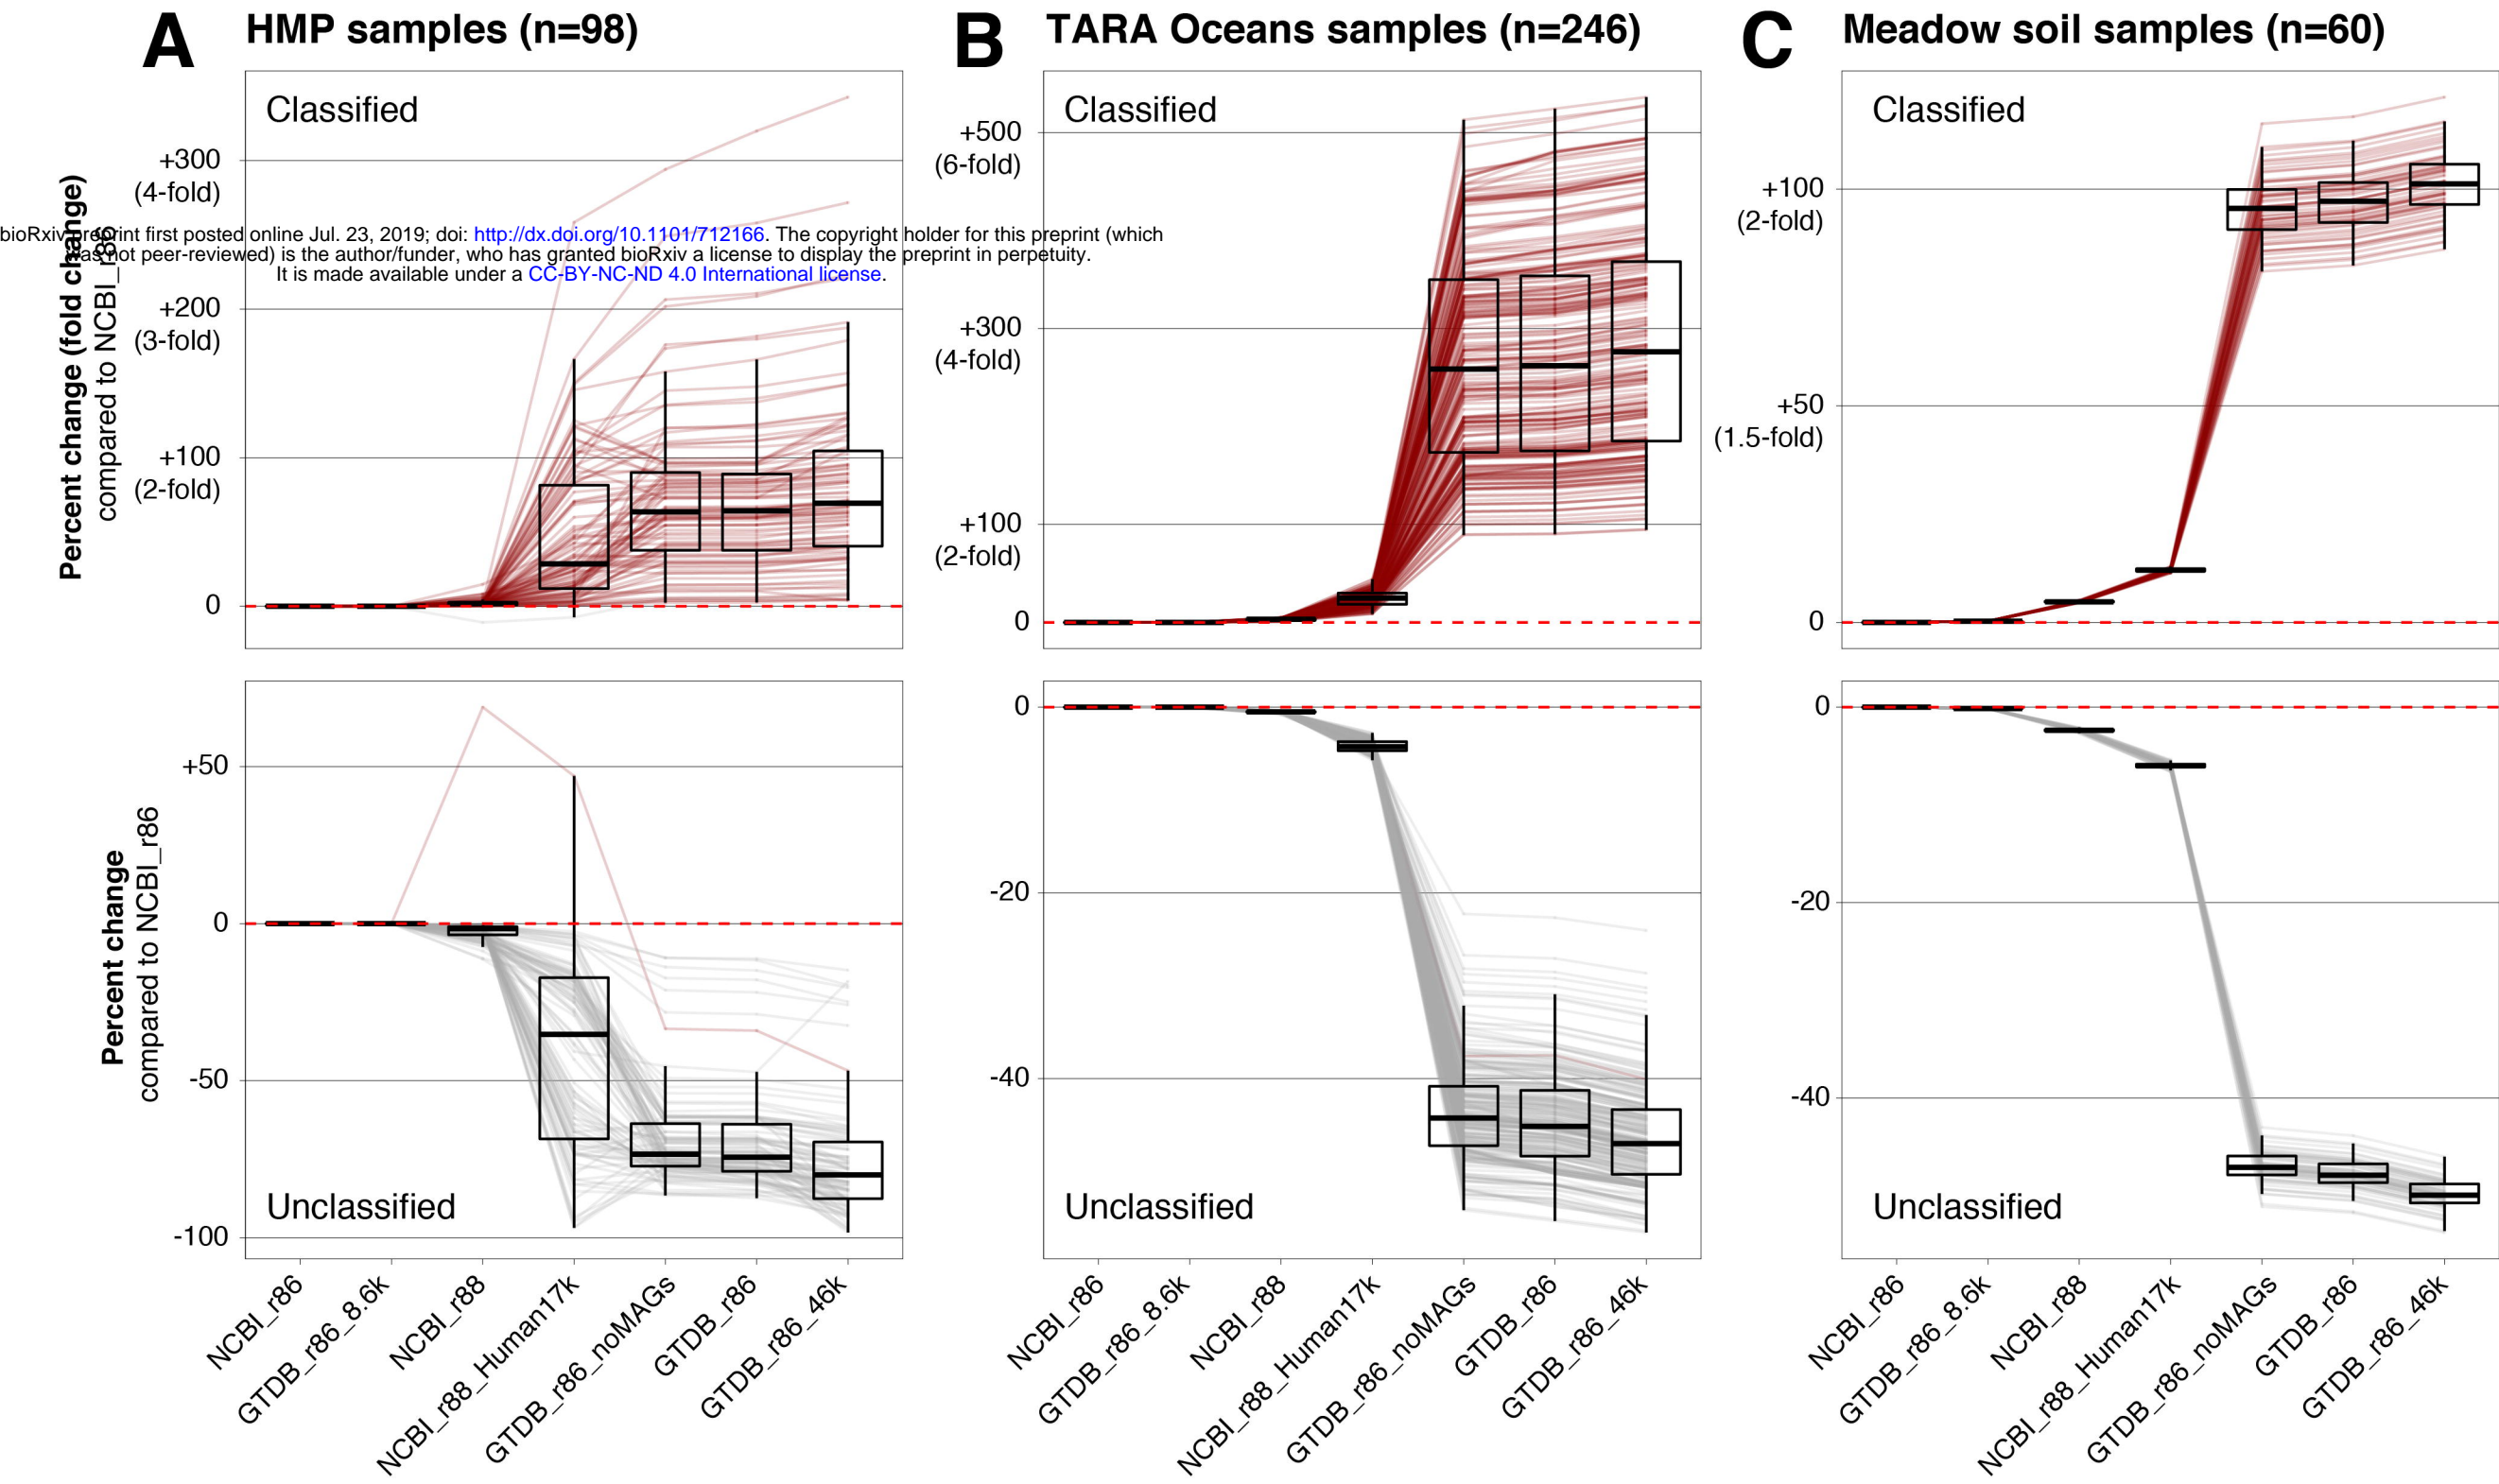 A HMP samples (n=98)
B TARA Oceans samples (n=246)
C Meadow soil samples (n=60)
Percent change (fold change)
compared to NCBI_r86
Classified
+300
(4-fold)
+200
(3-fold)
+100
(2-fold)
0
Classified
+500
(6-fold)
+300
(4-fold)
+100
(2-fold)
0
Classified
+100
(2-fold)
+50
(1.5-fold)
0
bioRxiv preprint first posted online Jul. 23, 2019; doi: http://dx.doi.org/10.1101/712166. The copyright holder for this preprint (which
was not peer-reviewed) is the author/funder, who has granted bioRxiv a license to display the preprint in perpetuity.
It is made available under a CC-BY-NC-ND 4.0 International license.
Percent change
compared to NCBI_r86
+50
0
-50
-100
Unclassified
0
-20
-40
Unclassified
0
-20
-40
Unclassified
NCBI_r86
GTDB_r86_8.6k
NCBI_r88
NCBI_r88_Human17k
GTDB_r86_noMAGs
GTDB_r86
GTDB_r86_46k
NCBI_r86
GTDB_r86_8.6k
NCBI_r88
NCBI_r88_Human17k
GTDB_r86_noMAGs
GTDB_r86
GTDB_r86_46k
NCBI_r86
GTDB_r86_8.6k
NCBI_r88
NCBI_r88_Human17k
GTDB_r86_noMAGs
GTDB_r86
GTDB_r86_46k